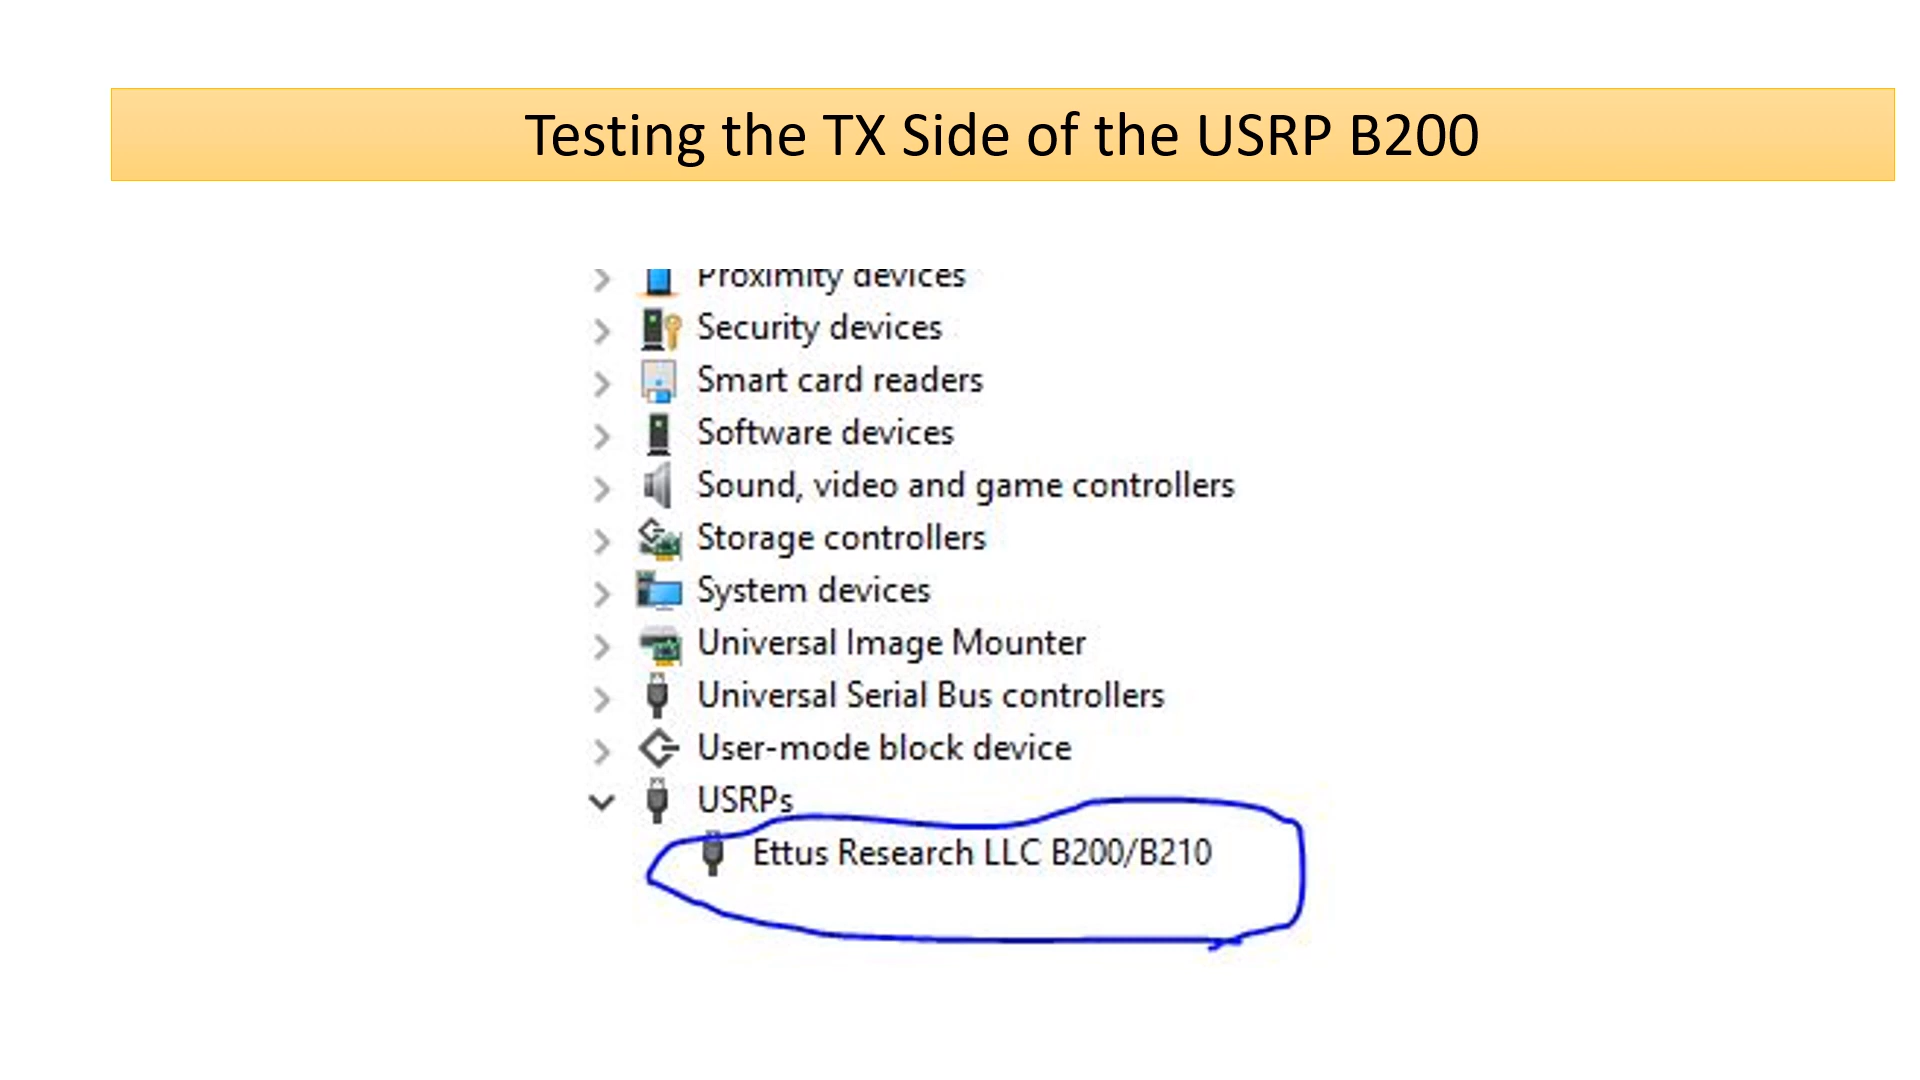 Testing the TX Side of the USRP B200
Proximity devices
Security devices
Smart card readers
Software devices
Sound, video and game controllers
Storage controllers
System devices
Universal Image Mounter
Universal Serial Bus controllers
User-mode block device
USRPs
Ettus Research LLC B200/B210